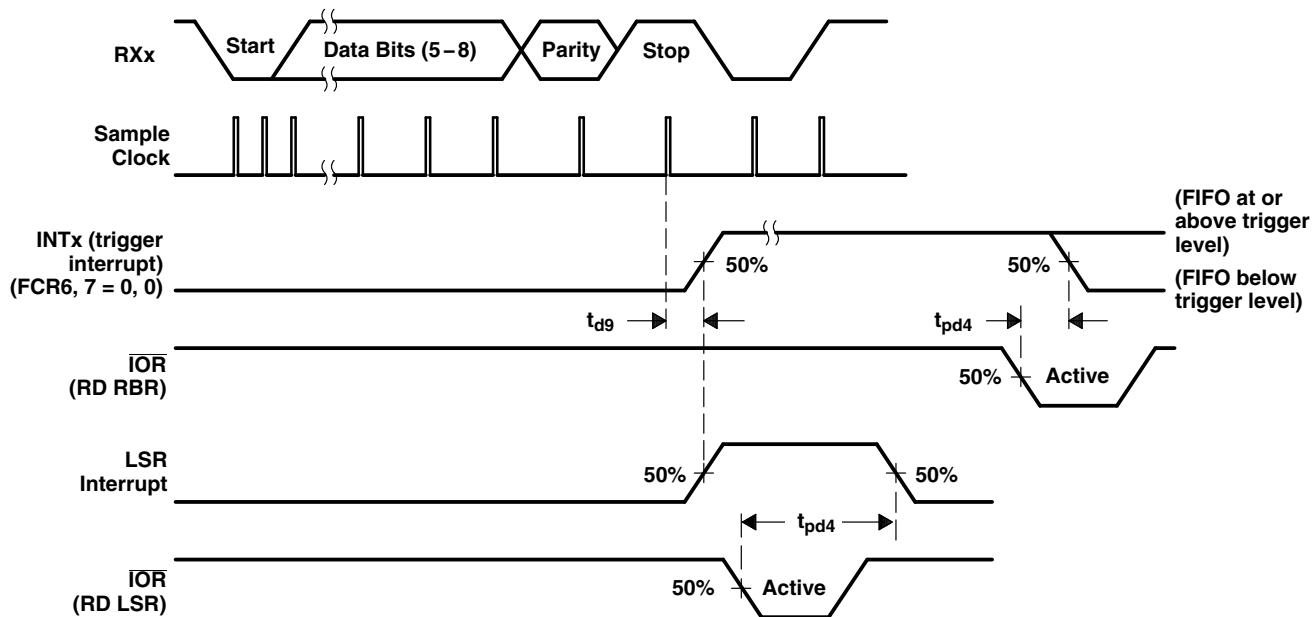 RXx
Start
Data Bits (5–8)
Parity
Stop
Sample
Clock
INTx (trigger
interrupt)
(FCR6, 7 = 0, 0)
50%
50%
(FIFO at or
above trigger
level)
(FIFO below
trigger level)
td9
tpd4
IOR
(RD RBR)
50%
Active
LSR
Interrupt
50%
50%
tpd4
IOR
(RD LSR)
50%
Active